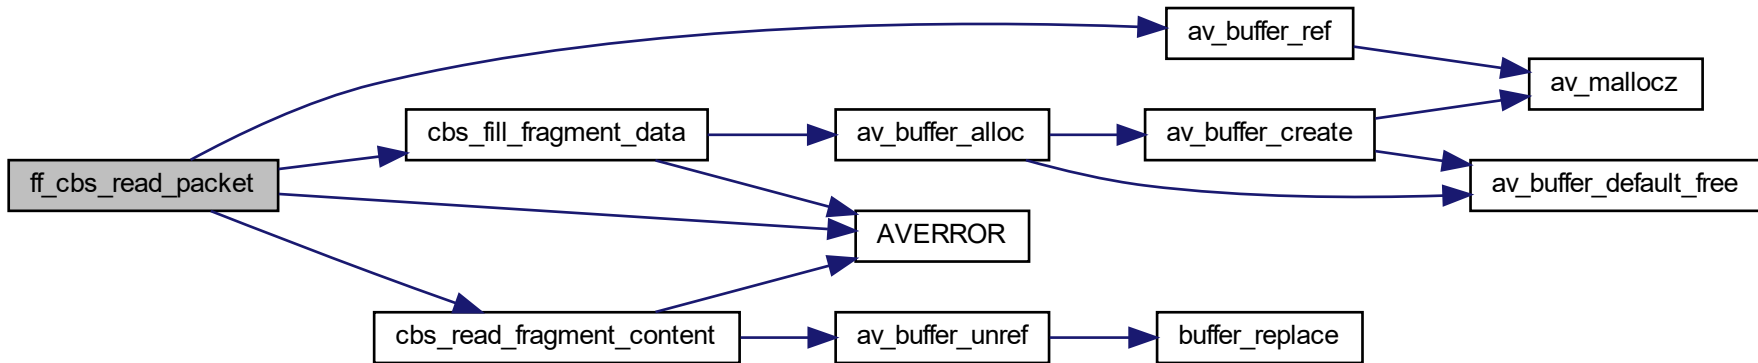 av_buffer_ref
av_mallocz
cbs_fill_fragment_data
av_buffer_alloc
av_buffer_create
ff_cbs_read_packet
av_buffer_default_free
AVERROR
cbs_read_fragment_content
av_buffer_unref
buffer_replace